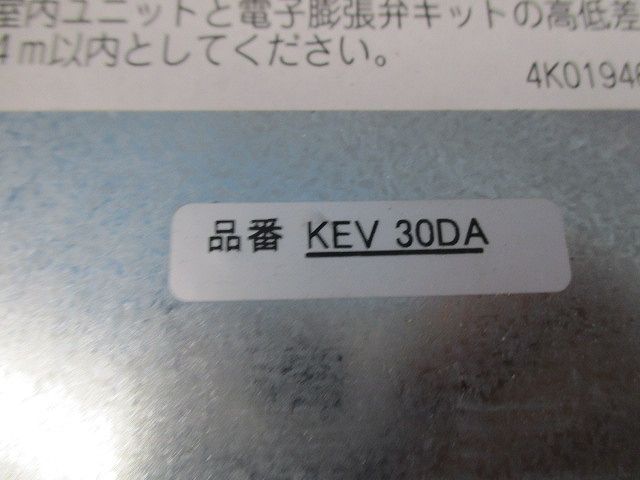 室内ユニットと電子膨張弁キットの高低差
4m以内としてください。
4K01946
品番 KEV 30DA